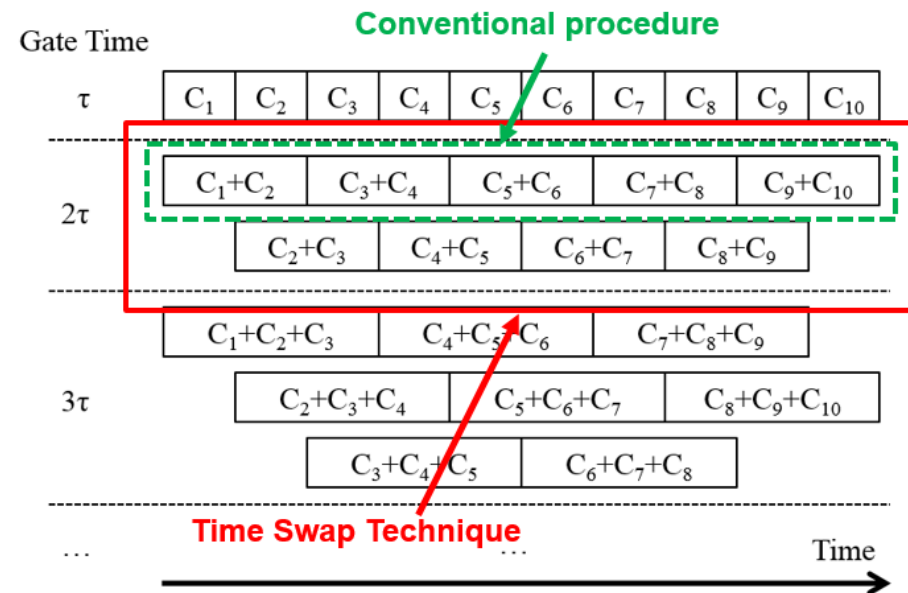 Conventional procedure
Gate Time
τ C₁ C₂ C₃ C₄ C₅ C₆ C₇ C₈ C₉ C₁₀
C₁+C₂ C₃+C₄ C₅+C₆ C₇+C₈ C₉+C₁₀
2τ
C₂+C₃ C₄+C₅ C₆+C₇ C₈+C₉
C₁+C₂+C₃ C₄+C₅+C₆ C₇+C₈+C₉
3τ C₂+C₃+C₄ C₅+C₆+C₇ C₈+C₉+C₁₀
C₃+C₄+C₅ C₆+C₇+C₈
Time Swap Technique
... ... Time